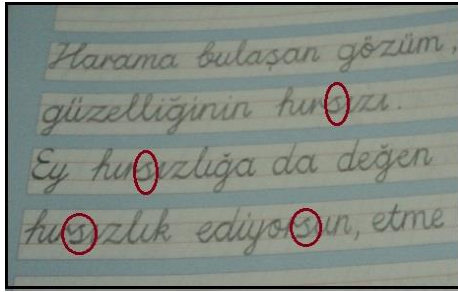 Harama bulaşan gözüm,
güzelliğinin hırsızı.
Ey hırsızlığa da değen
hırsızlık ediyorsun, etme